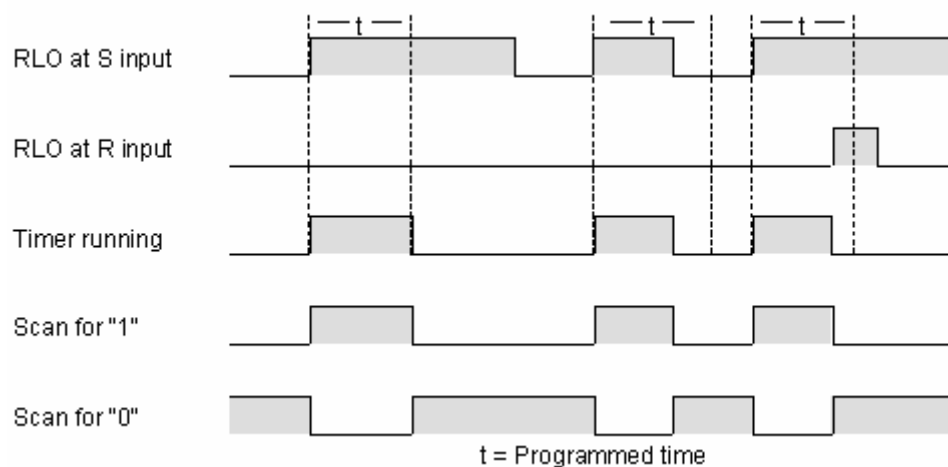 t t t
RLO at S input
RLO at R input
Timer running
Scan for "1"
Scan for "0"
t = Programmed time